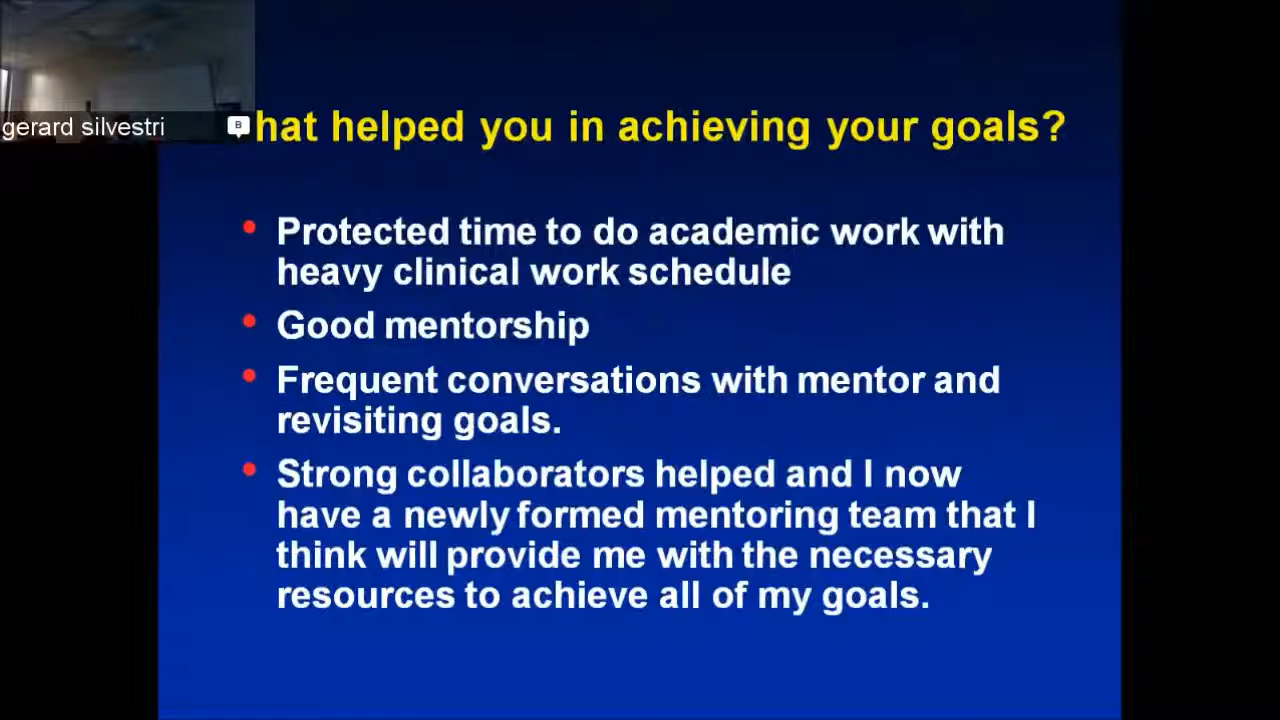 gerard silvestri
B
hat helped you in achieving your goals?
• Protected time to do academic work with
heavy clinical work schedule
• Good mentorship
• Frequent conversations with mentor and
revisiting goals.
• Strong collaborators helped and I now
have a newly formed mentoring team that I
think will provide me with the necessary
resources to achieve all of my goals.